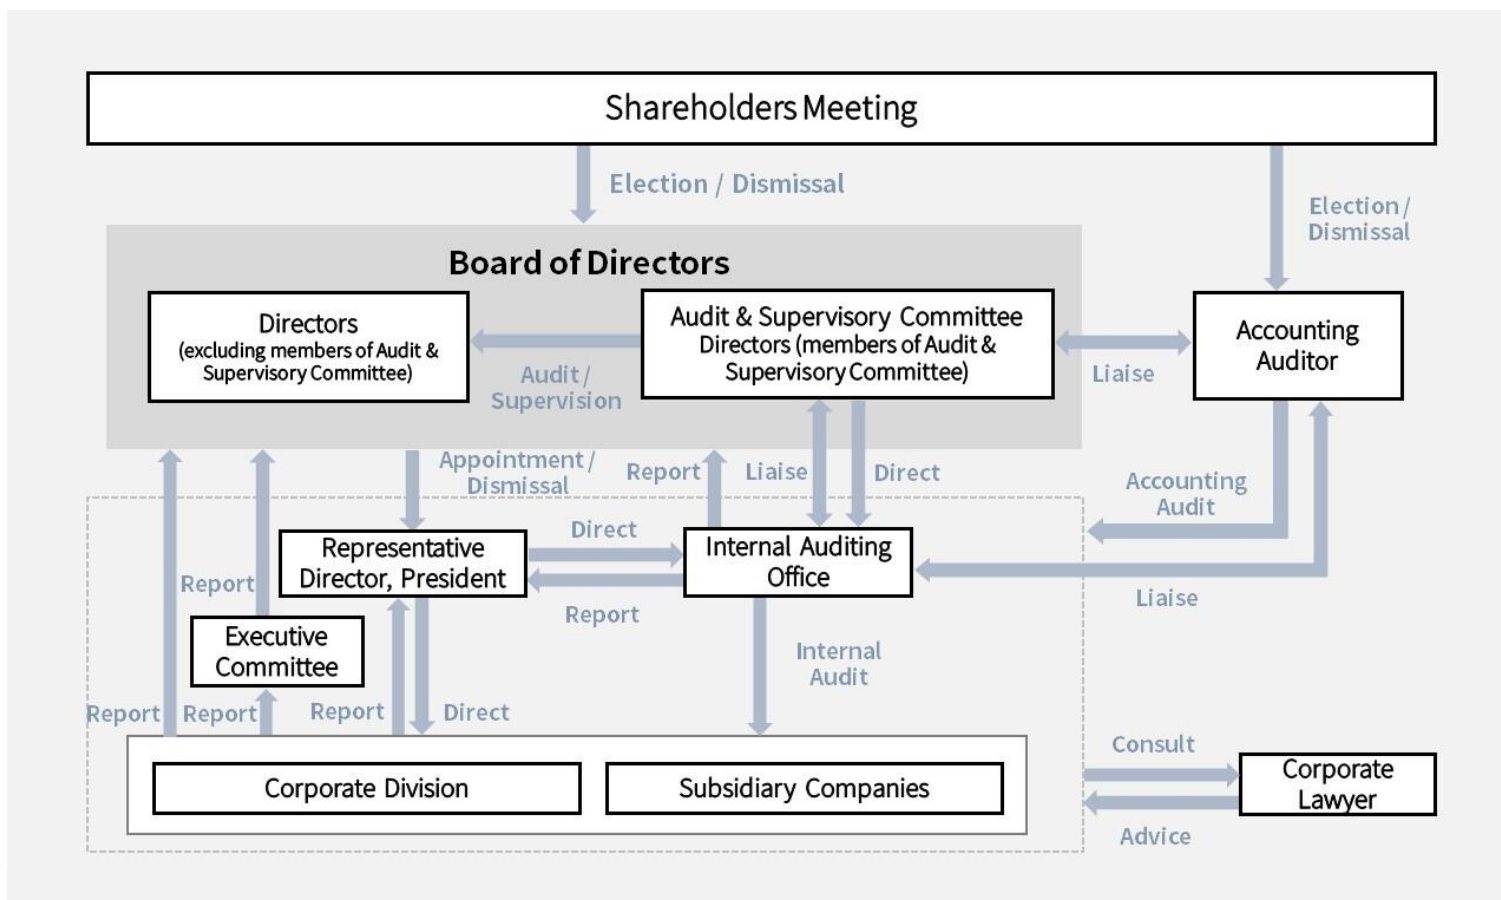 Shareholders Meeting
Election / Dismissal
Election /
Dismissal
Board of Directors
Directors
(excluding members of Audit &
Supervisory Committee)
Audit /
Supervision
Audit & Supervisory Committee
Directors (members of Audit &
Supervisory Committee)
Liaise
Accounting
Auditor
Appointment /
Dismissal
Report
Liaise
Direct
Accounting
Audit
Representative
Director, President
Direct
Report
Internal Auditing
Office
Liaise
Report
Executive
Committee
Internal
Audit
Report
Report
Report
Direct
Corporate Division
Subsidiary Companies
Consult
Corporate
Lawyer
Advice